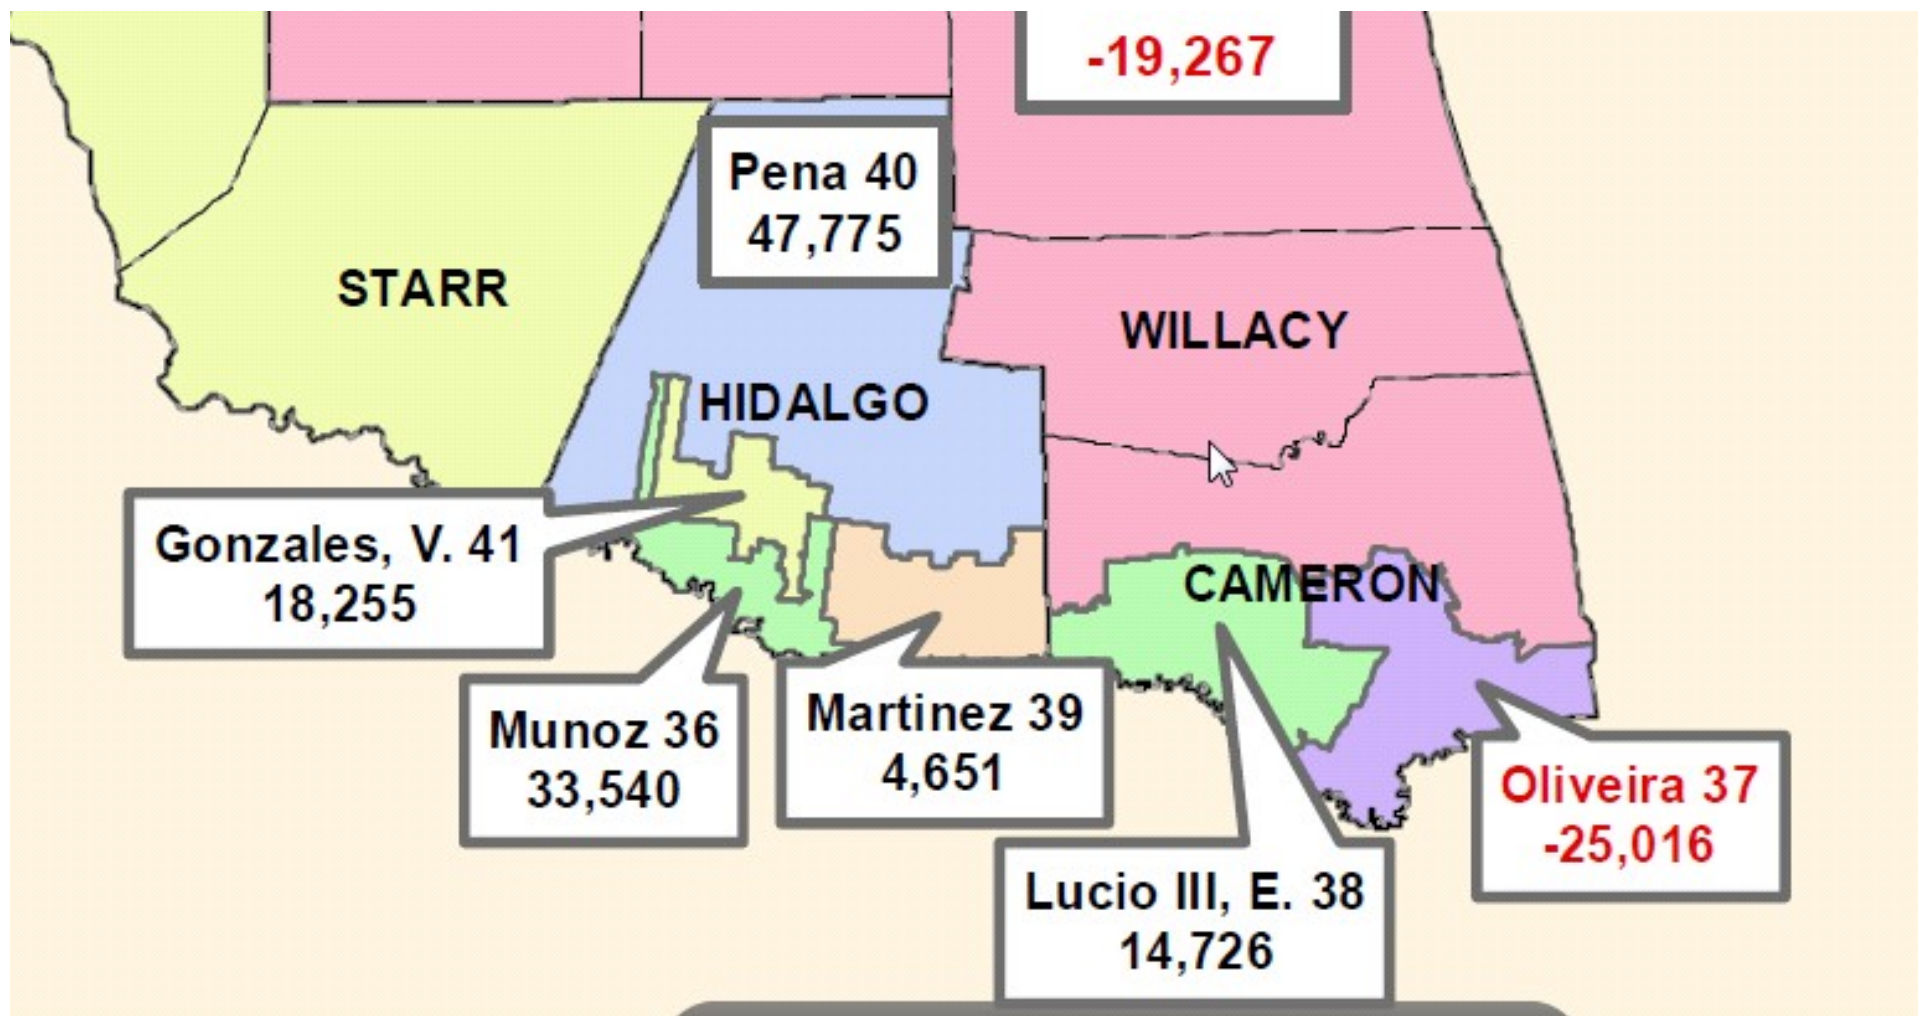 -19,267
Pena 40
47,775
STARR
WILLACY
HIDALGO
Gonzales, V. 41
18,255
CAMERON
Munoz 36
33,540
Martinez 39
4,651
Oliveira 37
-25,016
Lucio III, E. 38
14,726